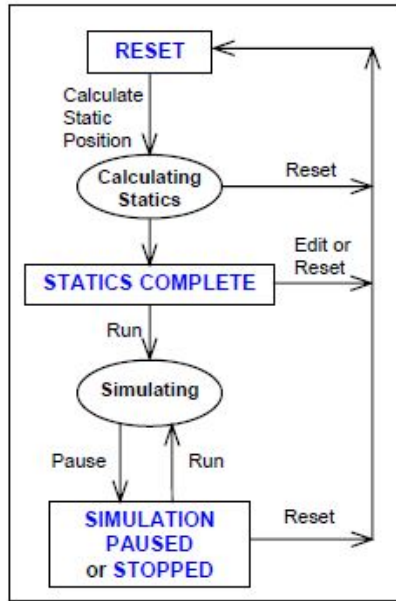 RESET
Calculate
Static
Position
Calculating
Statics
Reset
Edit or
Reset
STATICS COMPLETE
Run
Simulating
Pause
Run
SIMULATION
PAUSED
or STOPPED
Reset